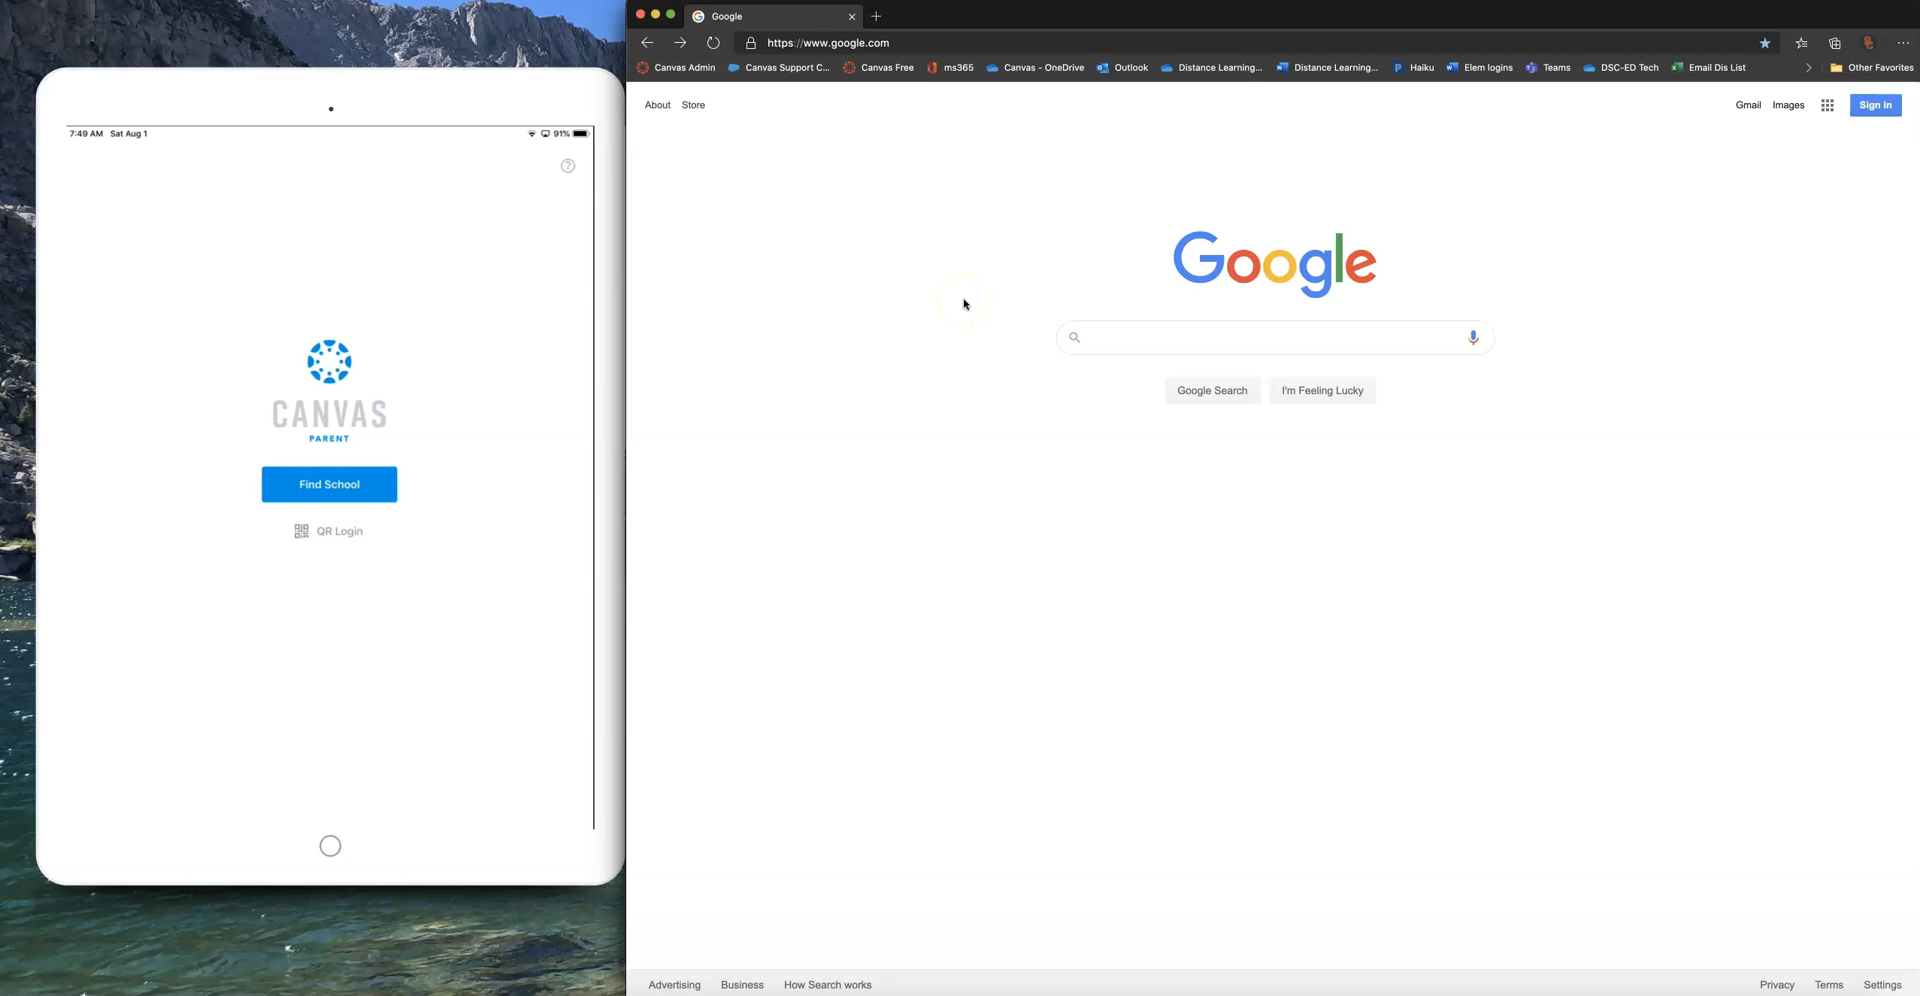 7:49 AM Sat Aug 1
91%
CANVAS
PARENT
Find School
QR Login
Google
https://www.google.com
Canvas Admin Canvas Support C... Canvas Free ms365 Canvas - OneDrive Outlook Distance Learning... Distance Learning... Haiku Elem logins Teams DSC-ED Tech Email Dis List Other Favorites
About Store
Gmail Images Sign in
Google
Google Search I'm Feeling Lucky
Advertising Business How Search works
Privacy Terms Settings